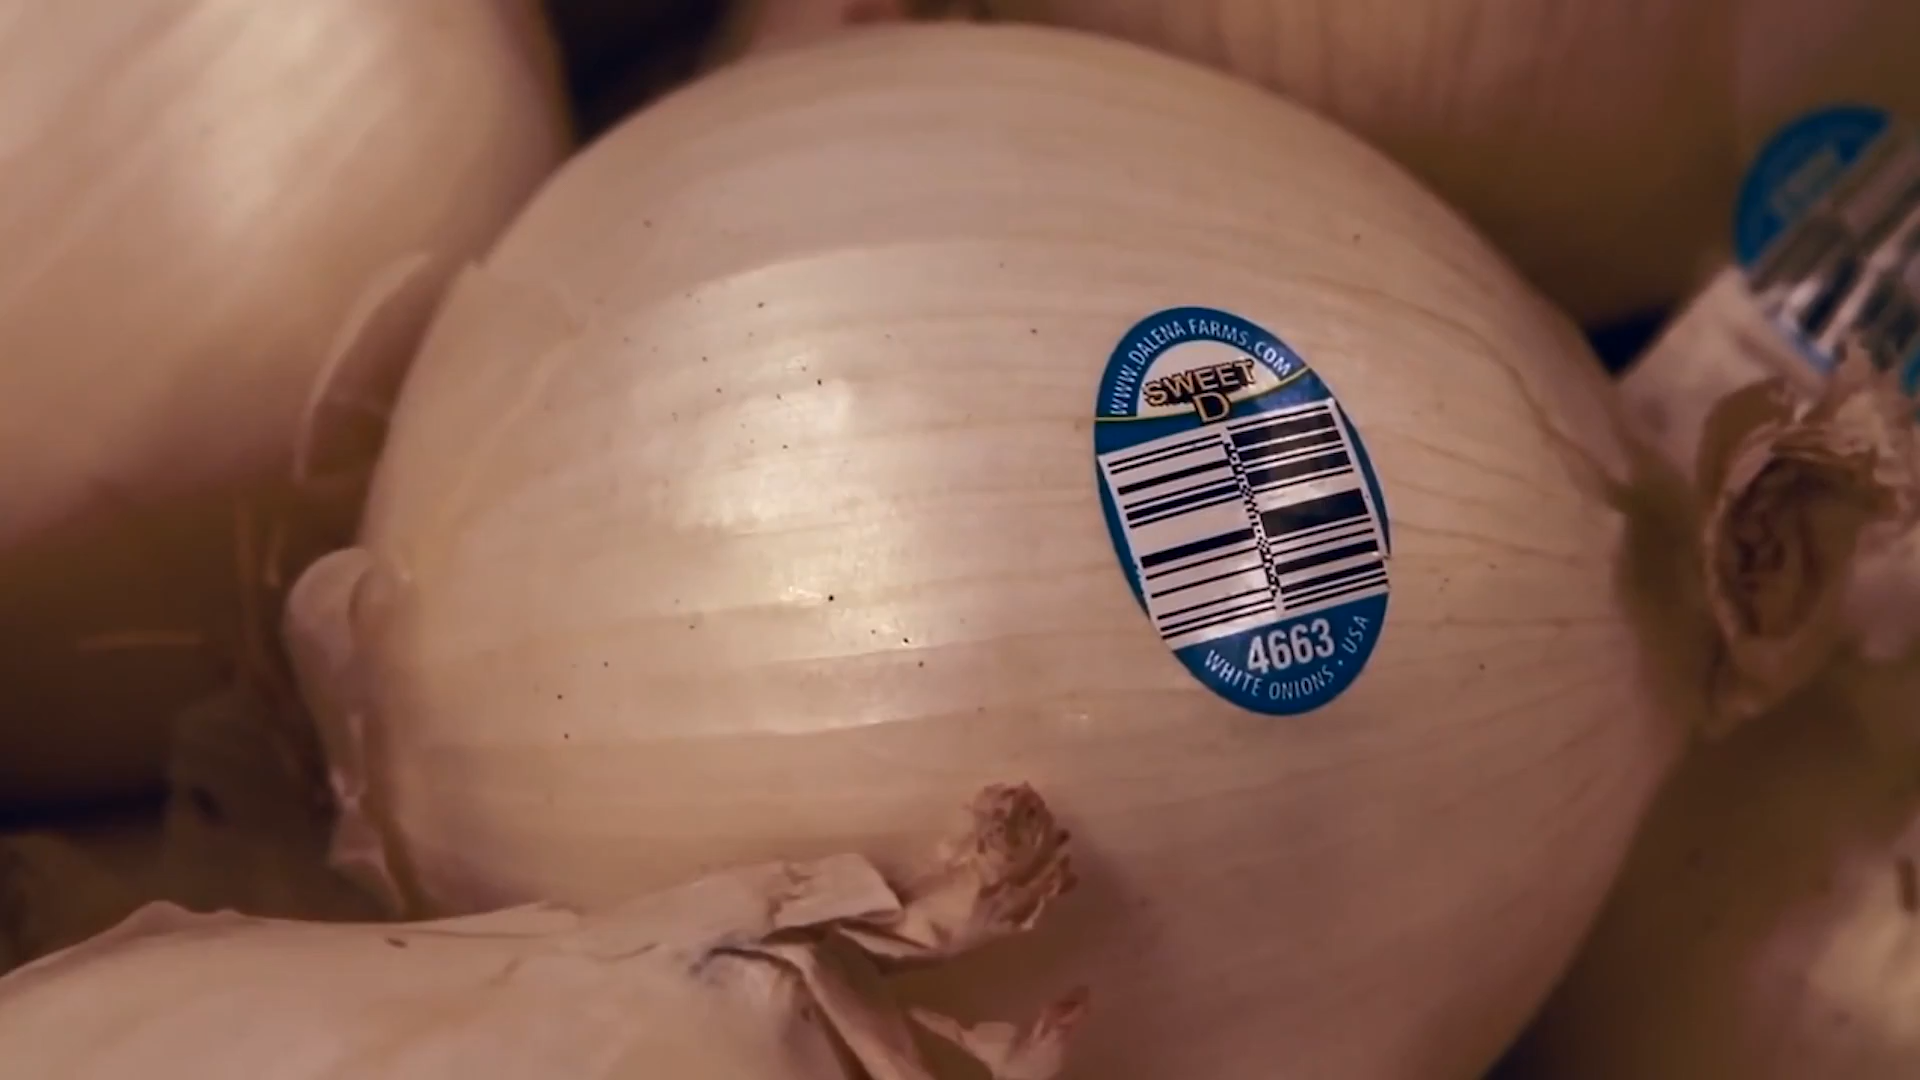 WWW.DALENA FARMS.COM
SWEET
D
4663
WHITE ONIONS • USA